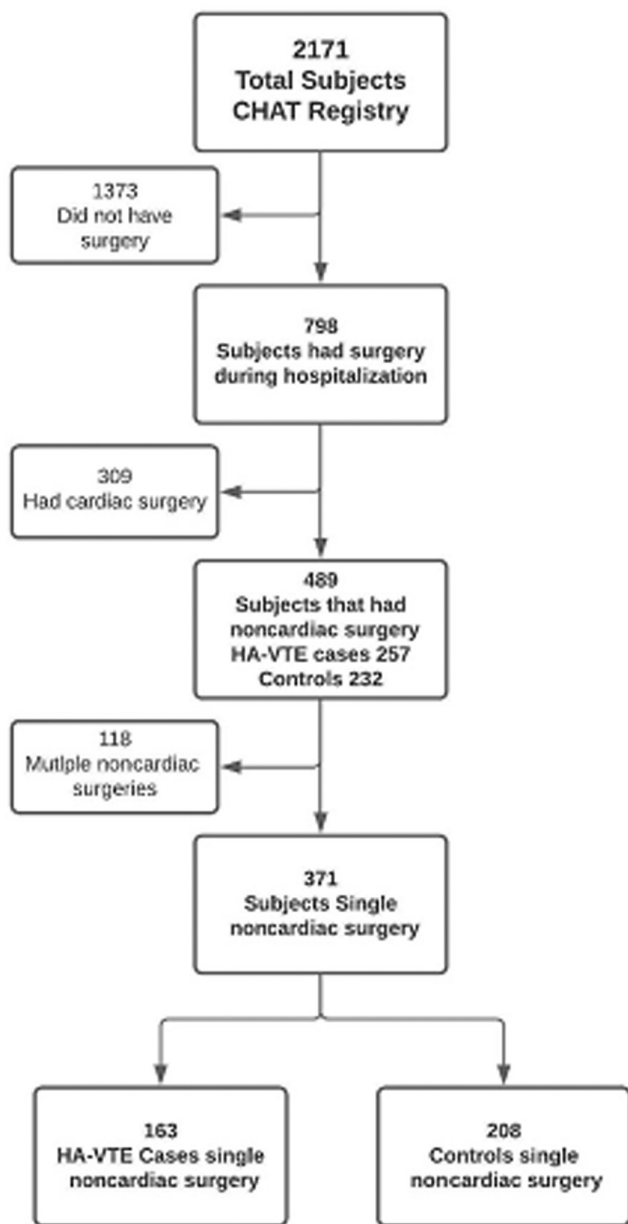 2171
Total Subjects
CHAT Registry
1373
Did not have
surgery
798
Subjects had surgery
during hospitalization
309
Had cardiac surgery
489
Subjects that had
noncardiac surgery
HA-VTE cases 257
Controls 232
118
Mutlple noncardiac
surgeries
371
Subjects Single
noncardiac surgery
163
HA-VTE Cases single
noncardiac surgery
208
Controls single
noncardiac surgery